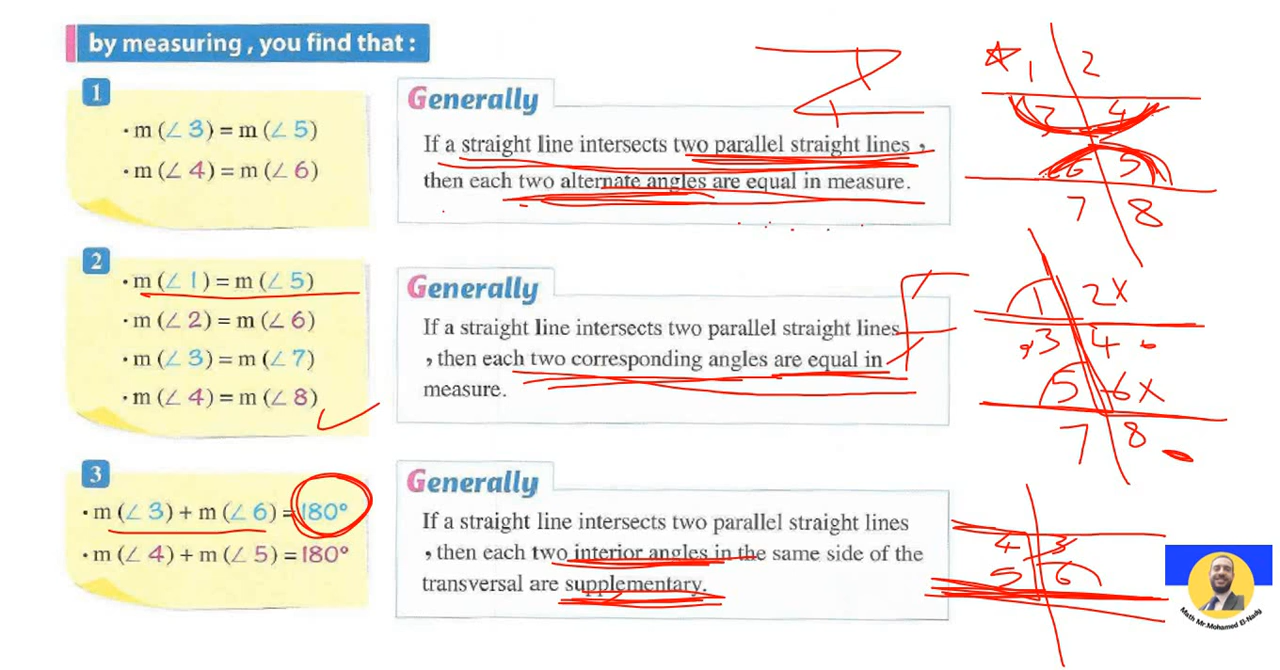 by measuring, you find that :
1
• m (∠ 3) = m (∠ 5)
• m (∠ 4) = m (∠ 6)
Generally
If a straight line intersects two parallel straight lines ,
then each two alternate angles are equal in measure.
1 2
3 4
6 5
7 8
2
• m (∠ 1) = m (∠ 5)
• m (∠ 2) = m (∠ 6)
• m (∠ 3) = m (∠ 7)
• m (∠ 4) = m (∠ 8)
Generally
If a straight line intersects two parallel straight lines
, then each two corresponding angles are equal in
measure.
1 2x
3 4
5 6x
7 8
3
• m (∠ 3) + m (∠ 6) = 180°
• m (∠ 4) + m (∠ 5) = 180°
Generally
If a straight line intersects two parallel straight lines
, then each two interior angles in the same side of the
transversal are supplementary.
4 3
5 6
Math Mr.Mohamed El-Nady